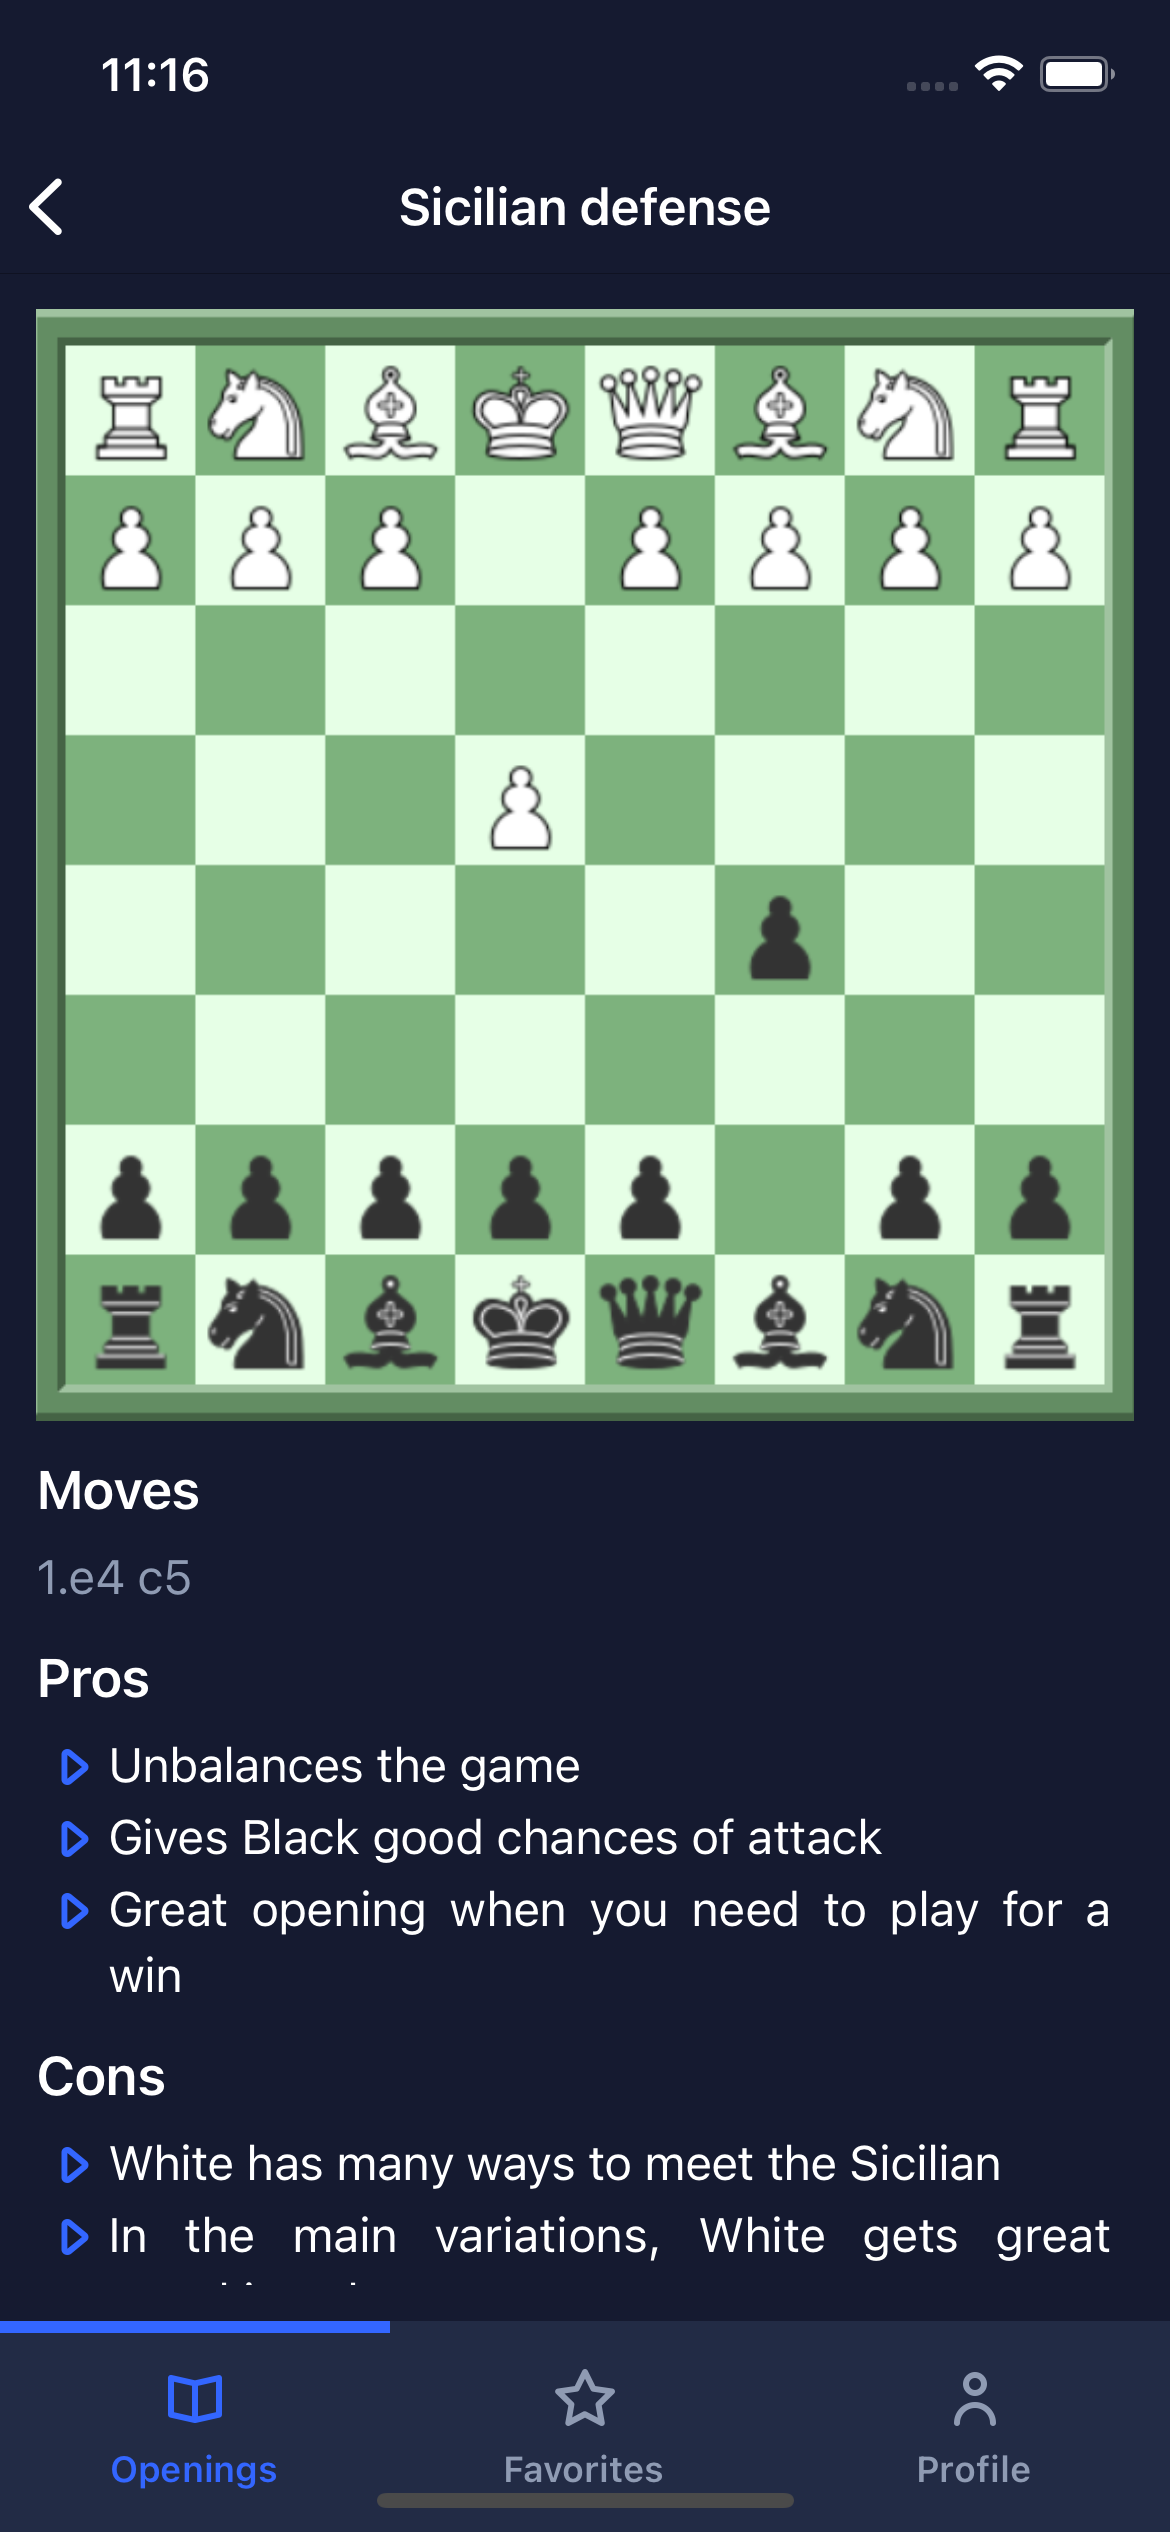 11:16
Sicilian defense
Moves
1.e4 c5
Pros
Unbalances the game
Gives Black good chances of attack
Great opening when you need to play for a
win
Cons
White has many ways to meet the Sicilian
In the main variations, White gets great
Openings
Favorites
Profile